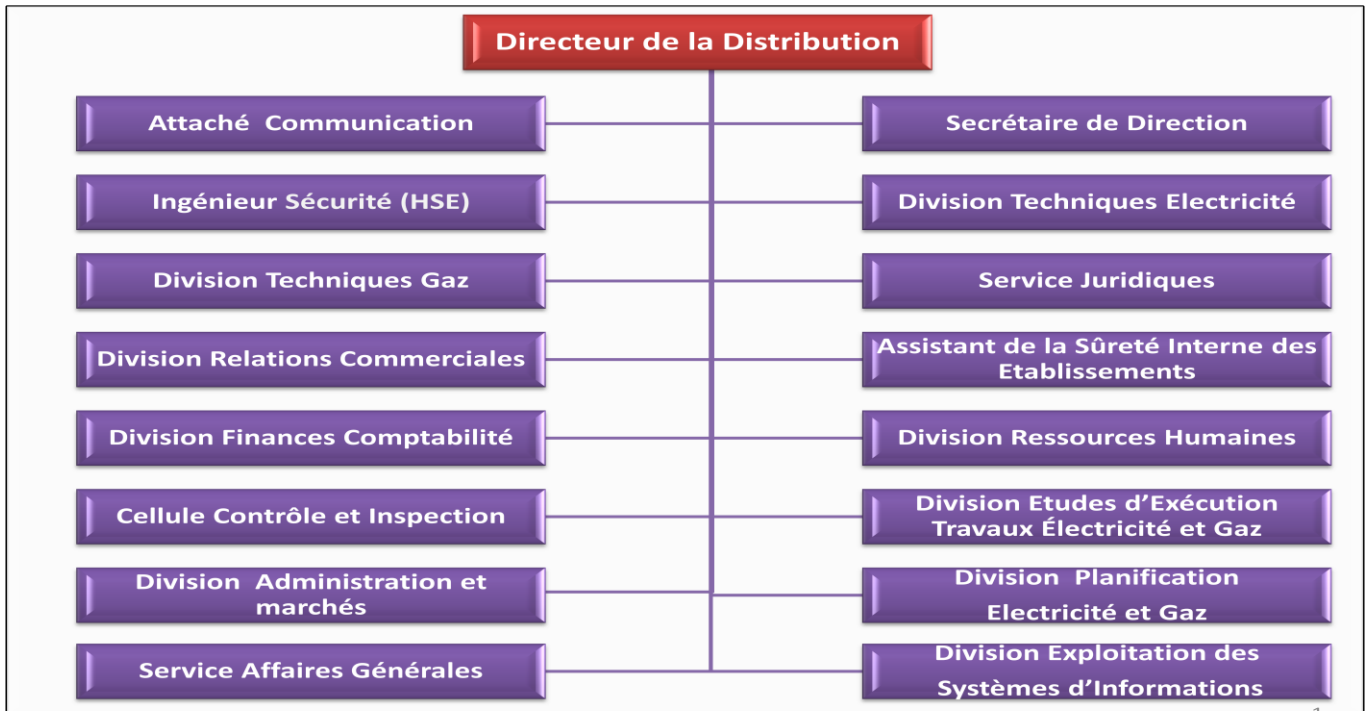 Directeur de la Distribution
Attaché Communication
Secrétaire de Direction
Ingénieur Sécurité (HSE)
Division Techniques Electricité
Division Techniques Gaz
Service Juridiques
Division Relations Commerciales
Assistant de la Sûreté Interne des
Etablissements
Division Finances Comptabilité
Division Ressources Humaines
Cellule Contrôle et Inspection
Division Etudes d’Exécution
Travaux Électricité et Gaz
Division Administration et
marchés
Division Planification
Electricité et Gaz
Service Affaires Générales
Division Exploitation des
Systèmes d’Informations